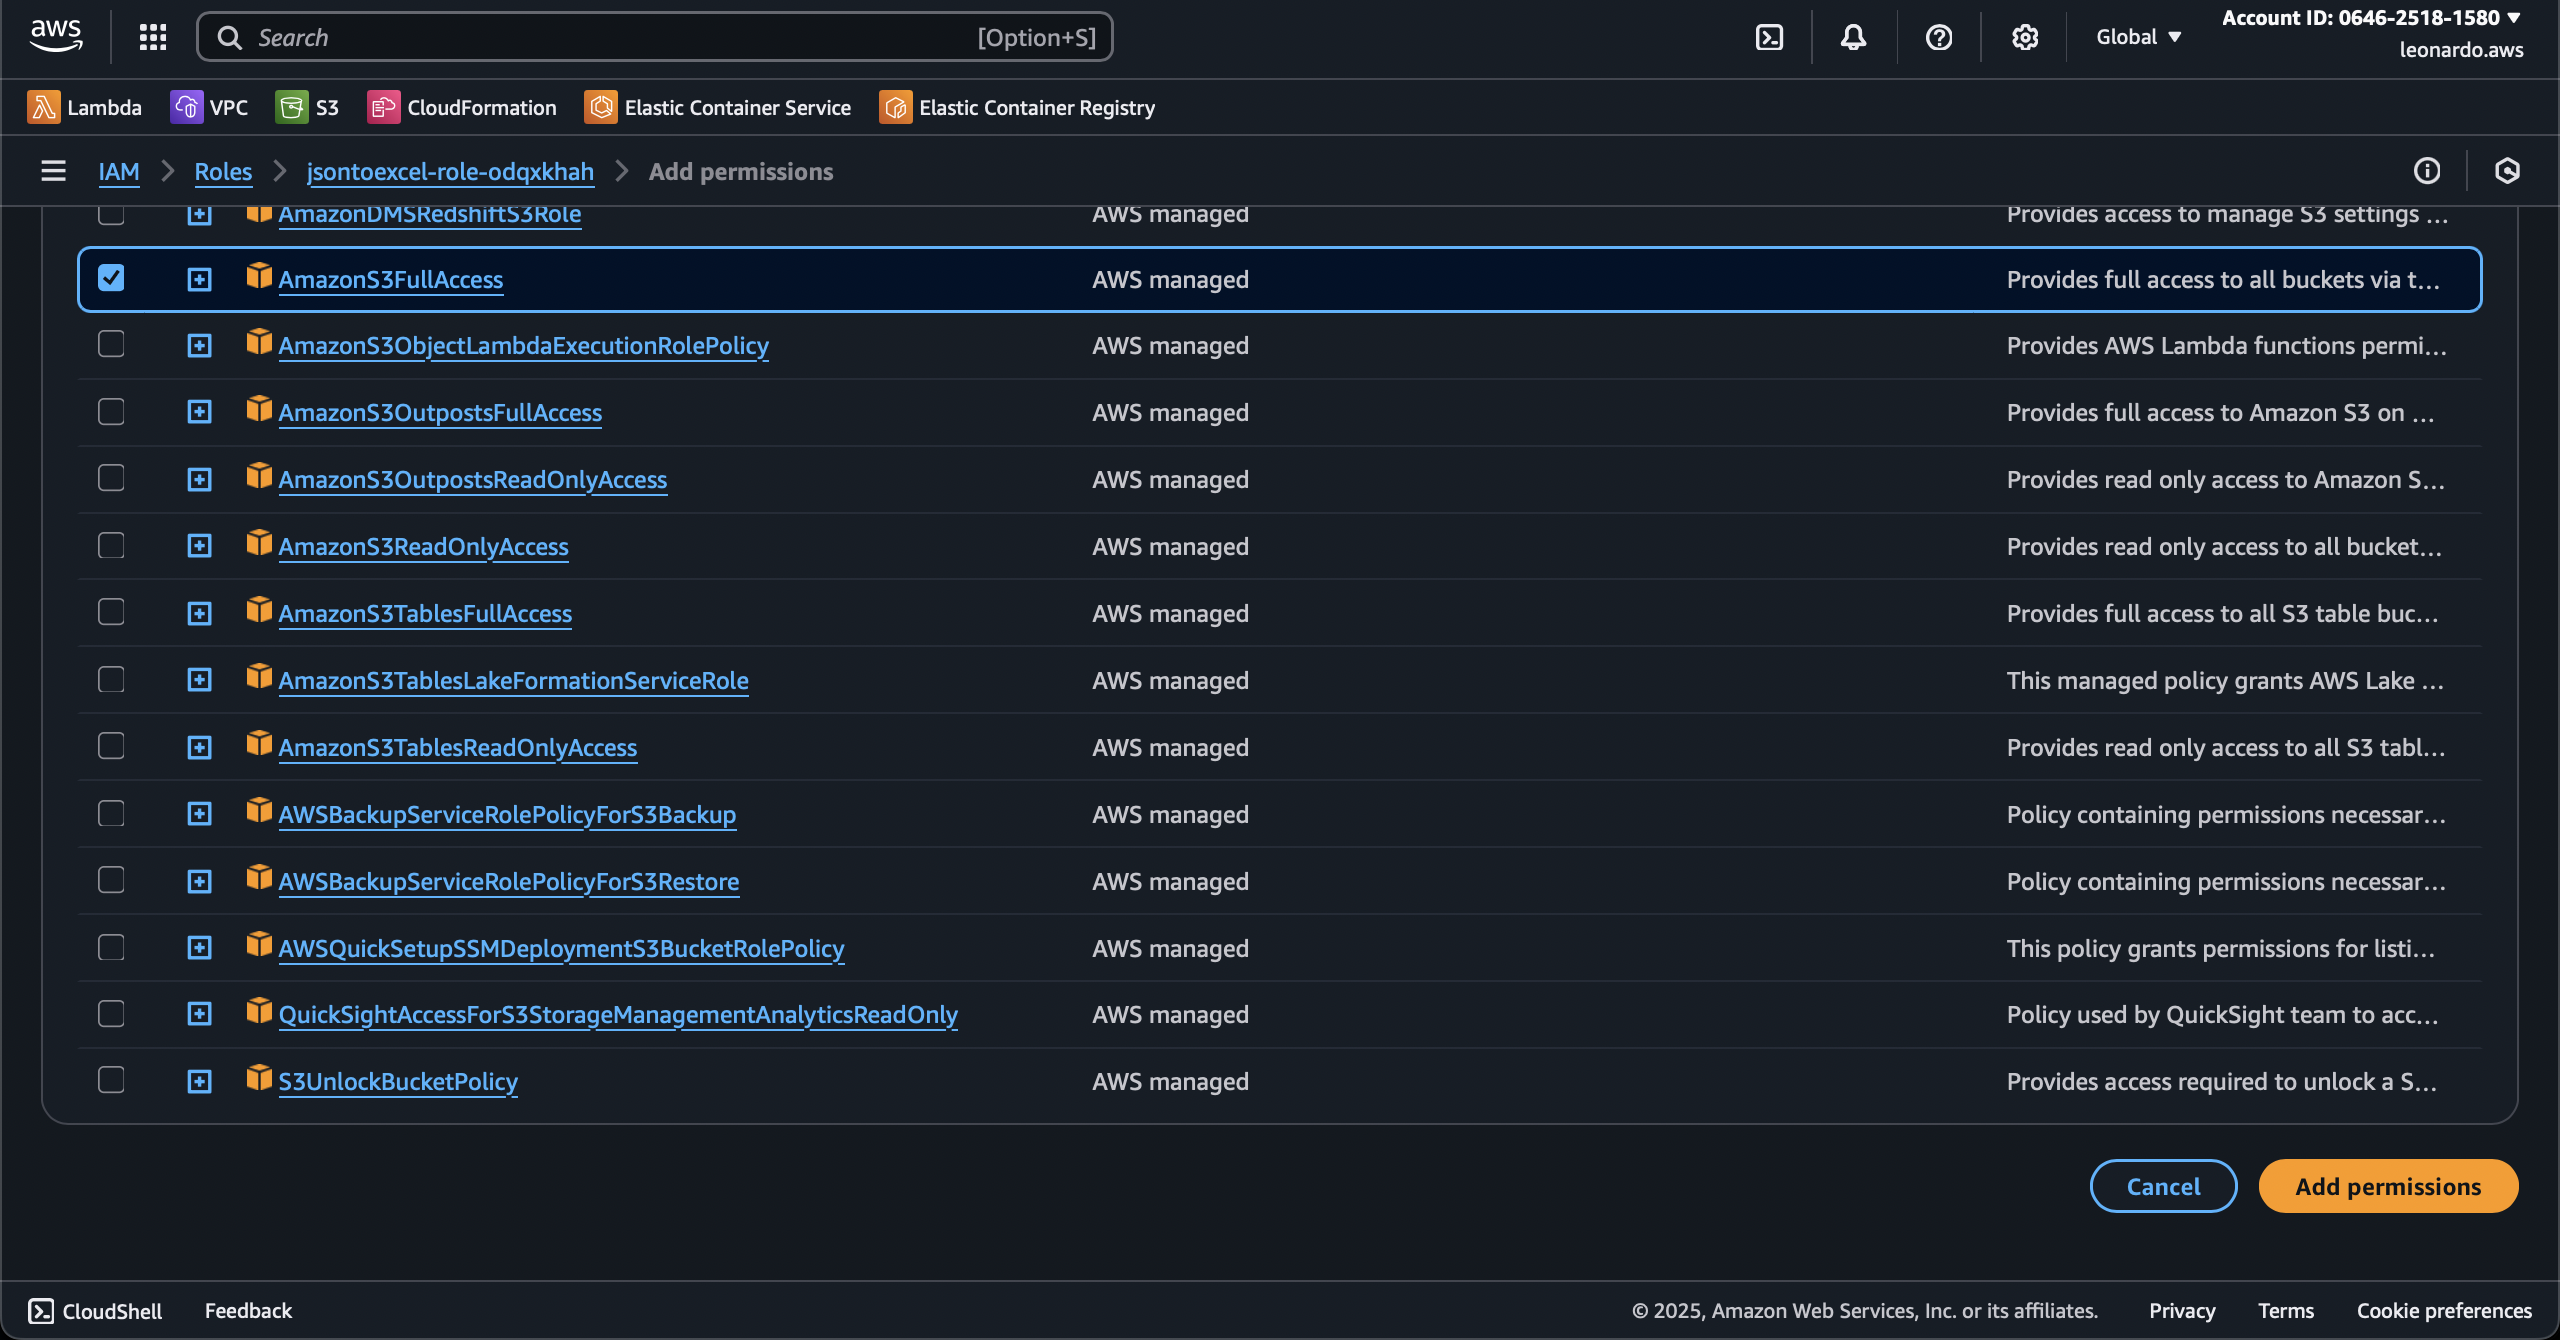 aws
Search
[Option+S]
Global
Account ID: 0646-2518-1580
leonardo.aws
Lambda
VPC
S3
CloudFormation
Elastic Container Service
Elastic Container Registry
IAM
Roles
jsontoexcel-role-odqxkhah
Add permissions
AmazonDMSRedshiftS3Role AWS managed Provides access to manage S3 settings ...
AmazonS3FullAccess AWS managed Provides full access to all buckets via t...
AmazonS3ObjectLambdaExecutionRolePolicy AWS managed Provides AWS Lambda functions permi...
AmazonS3OutpostsFullAccess AWS managed Provides full access to Amazon S3 on ...
AmazonS3OutpostsReadOnlyAccess AWS managed Provides read only access to Amazon S...
AmazonS3ReadOnlyAccess AWS managed Provides read only access to all bucket...
AmazonS3TablesFullAccess AWS managed Provides full access to all S3 table buc...
AmazonS3TablesLakeFormationServiceRole AWS managed This managed policy grants AWS Lake ...
AmazonS3TablesReadOnlyAccess AWS managed Provides read only access to all S3 tabl...
AWSBackupServiceRolePolicyForS3Backup AWS managed Policy containing permissions necessar...
AWSBackupServiceRolePolicyForS3Restore AWS managed Policy containing permissions necessar...
AWSQuickSetupSSMDeploymentS3BucketRolePolicy AWS managed This policy grants permissions for listi...
QuickSightAccessForS3StorageManagementAnalyticsReadOnly AWS managed Policy used by QuickSight team to acc...
S3UnlockBucketPolicy AWS managed Provides access required to unlock a S...
Cancel
Add permissions
CloudShell
Feedback
© 2025, Amazon Web Services, Inc. or its affiliates.
Privacy
Terms
Cookie preferences